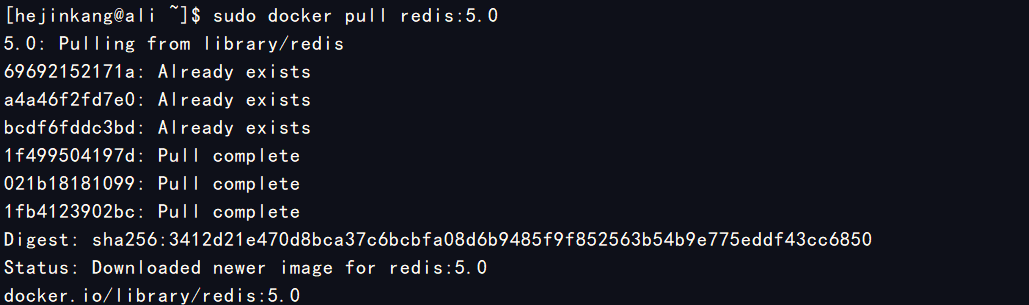 [hejinkang@ali ~]$ sudo docker pull redis:5.0
5.0: Pulling from library/redis
69692152171a: Already exists
a4a46f2fd7e0: Already exists
bcdf6fddc3bd: Already exists
1f499504197d: Pull complete
021b18181099: Pull complete
1fb4123902bc: Pull complete
Digest: sha256:3412d21e470d8bca37c6bcbfa08d6b9485f9f852563b54b9e775eddf43cc6850
Status: Downloaded newer image for redis:5.0
docker.io/library/redis:5.0